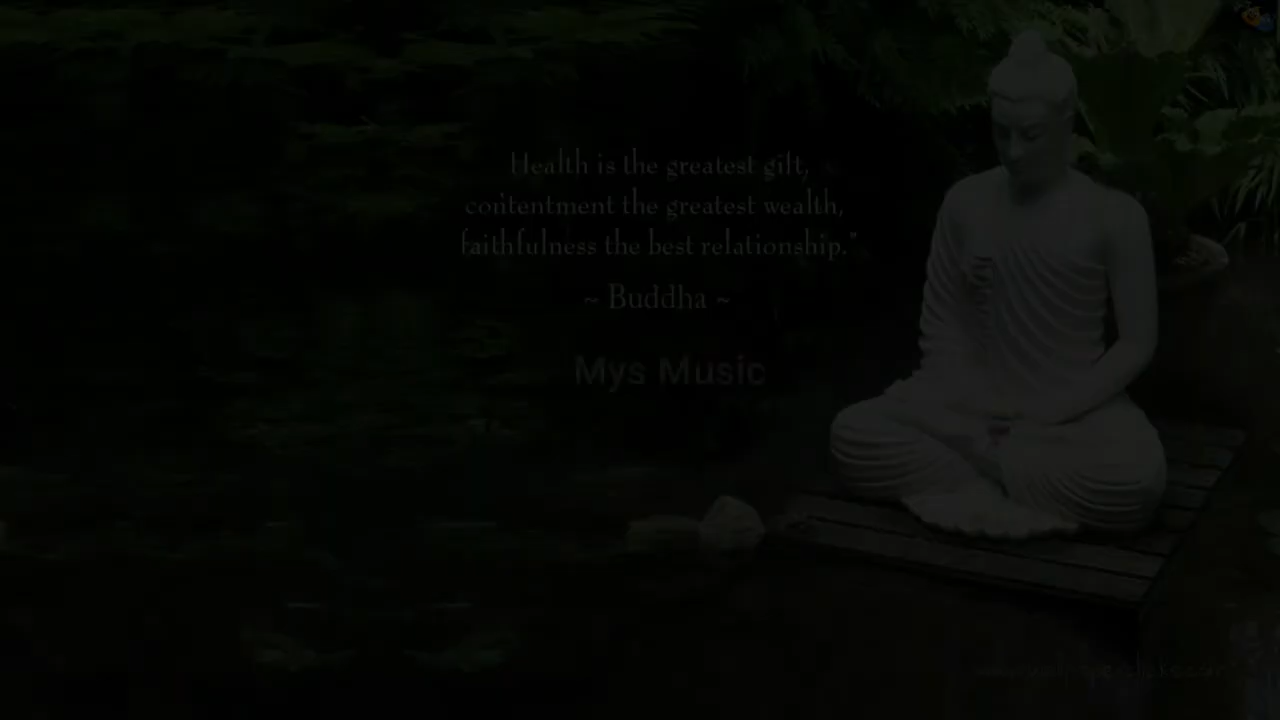 Health is the greatest gift,
contentment the greatest wealth,
faithfulness the best relationship."
~ Buddha ~
Mys Music